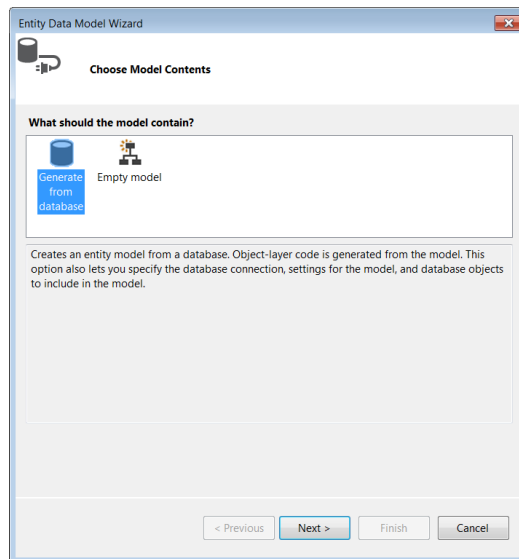 Entity Data Model Wizard
Choose Model Contents
What should the model contain?
Generate
from
database
Empty model
Creates an entity model from a database. Object-layer code is generated from the model. This
option also lets you specify the database connection, settings for the model, and database objects
to include in the model.
< Previous
Next >
Finish
Cancel